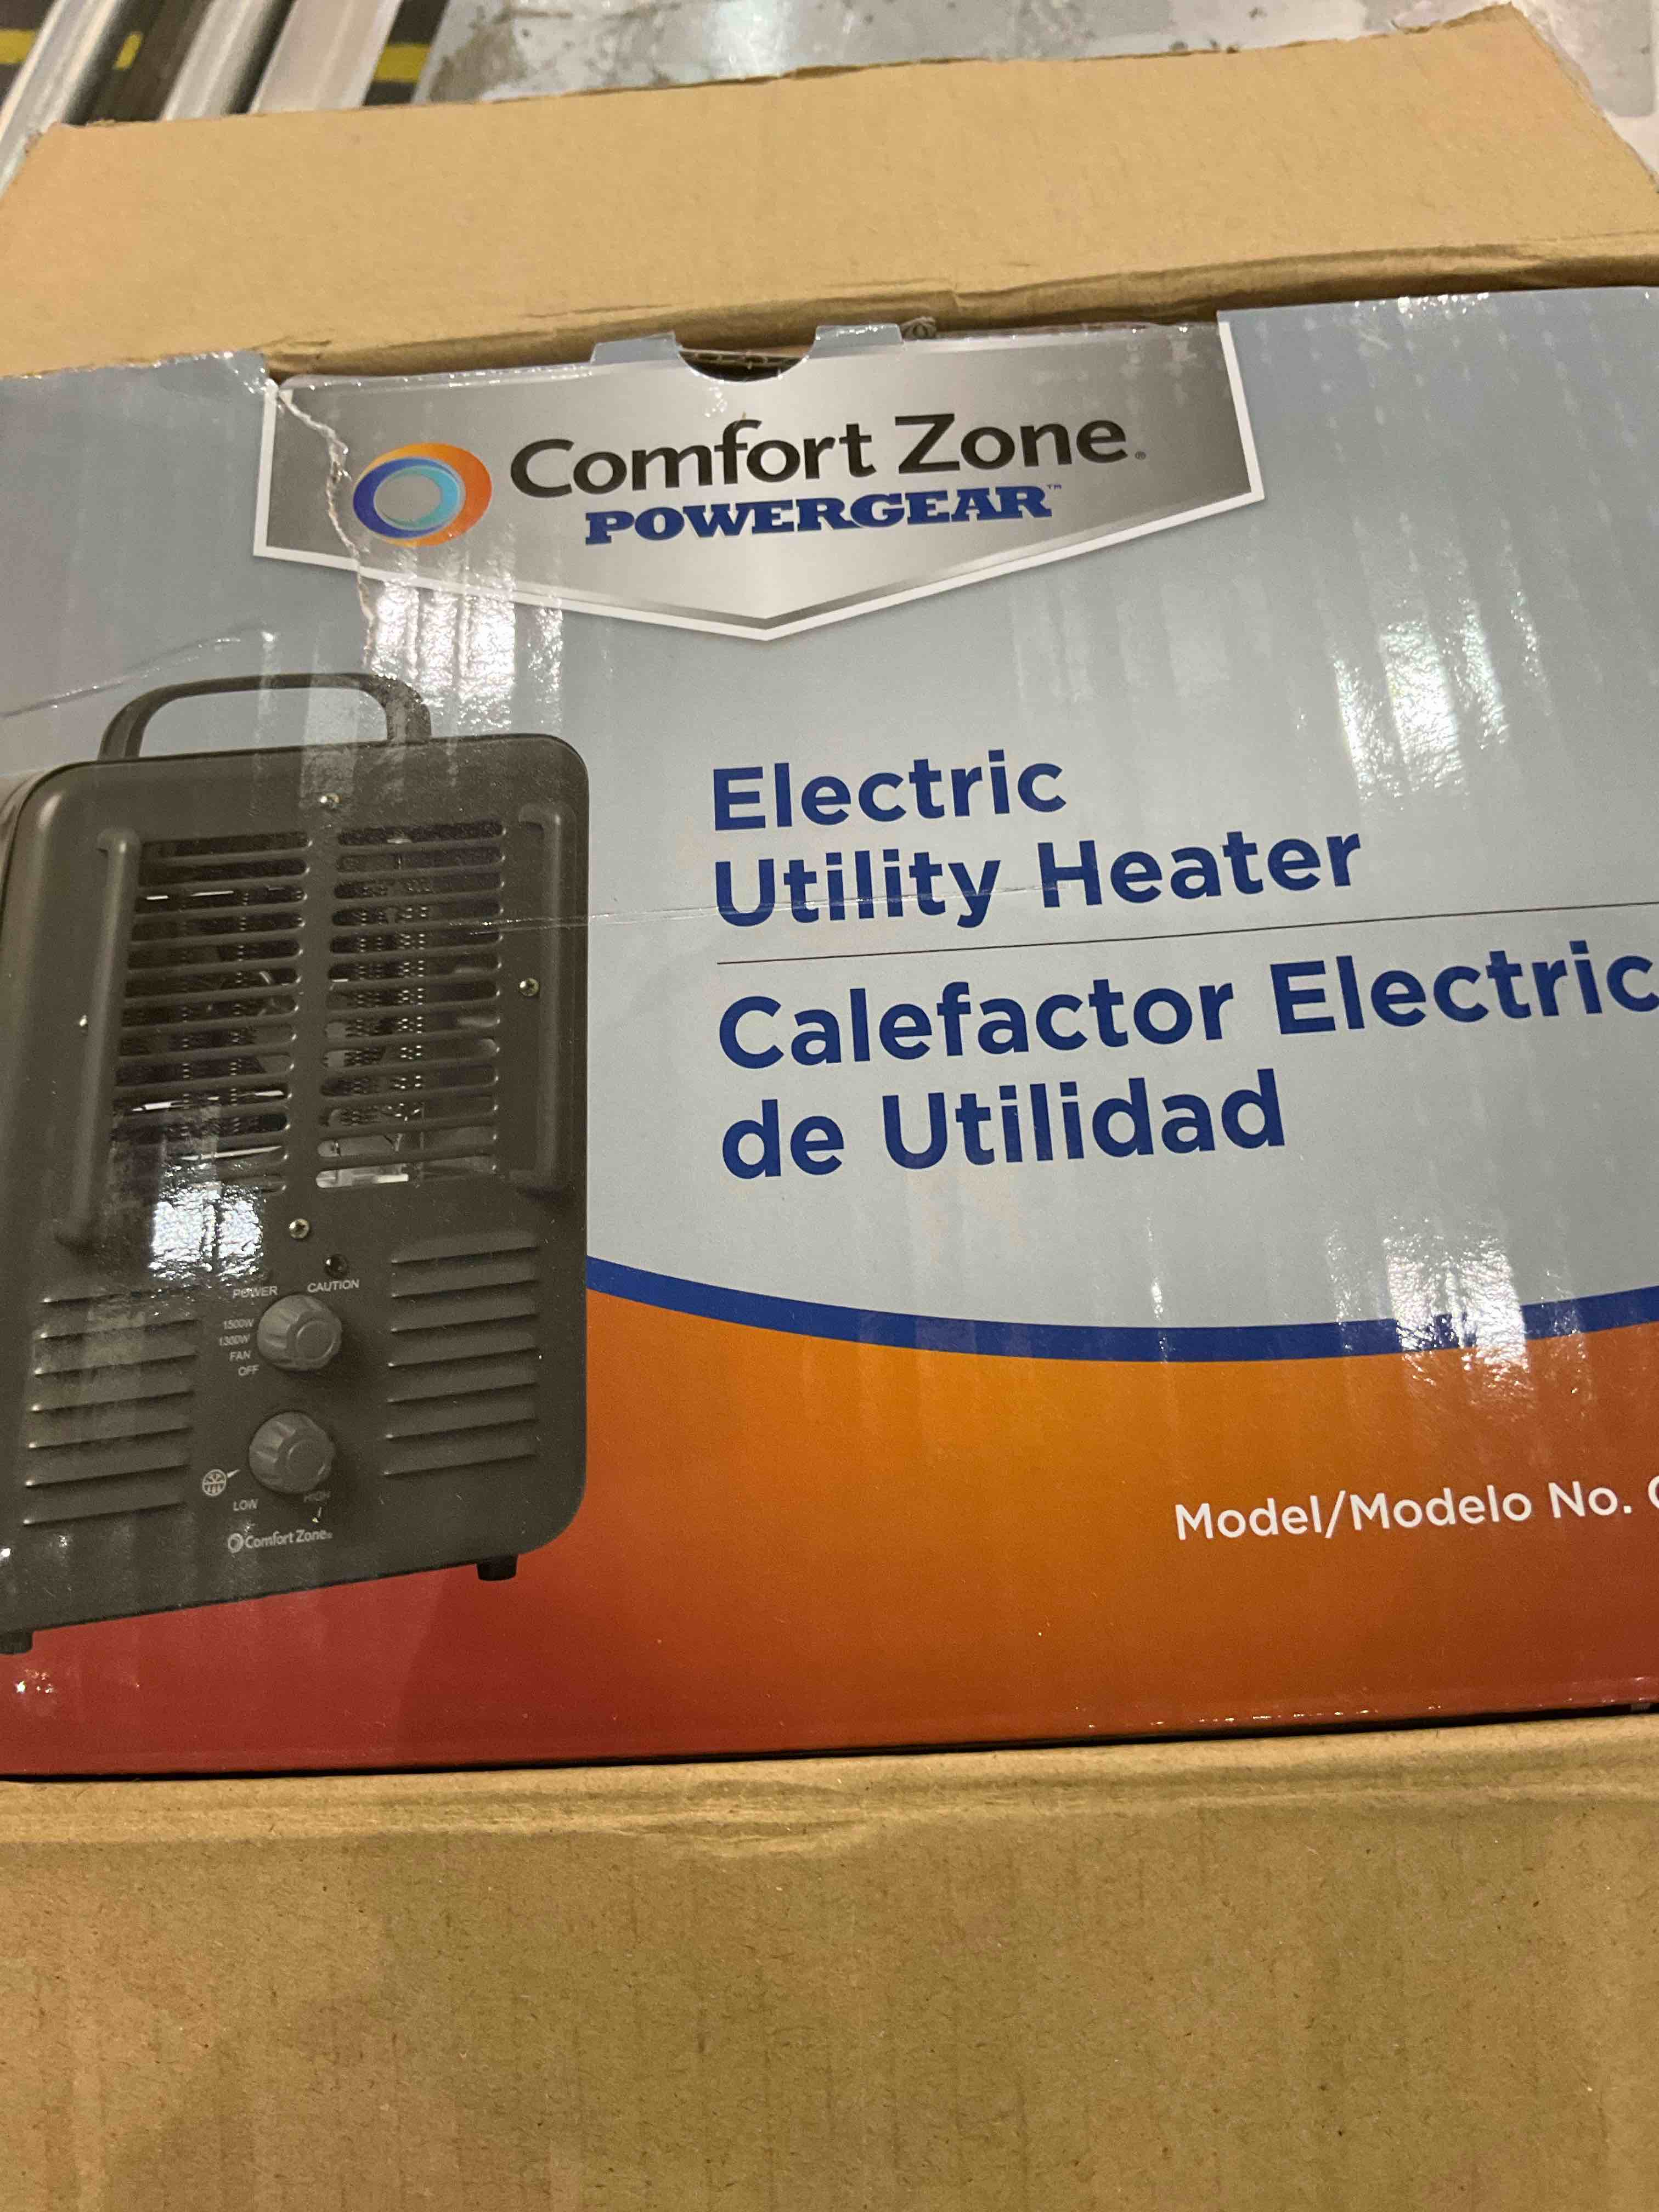 Comfort Zone®
POWERGEAR™
Electric
Utility Heater
Calefactor Electric
de Utilidad
POWER CAUTION
1500W
1300W
FAN
OFF
LOW HIGH
Comfort Zone®
Model/Modelo No.